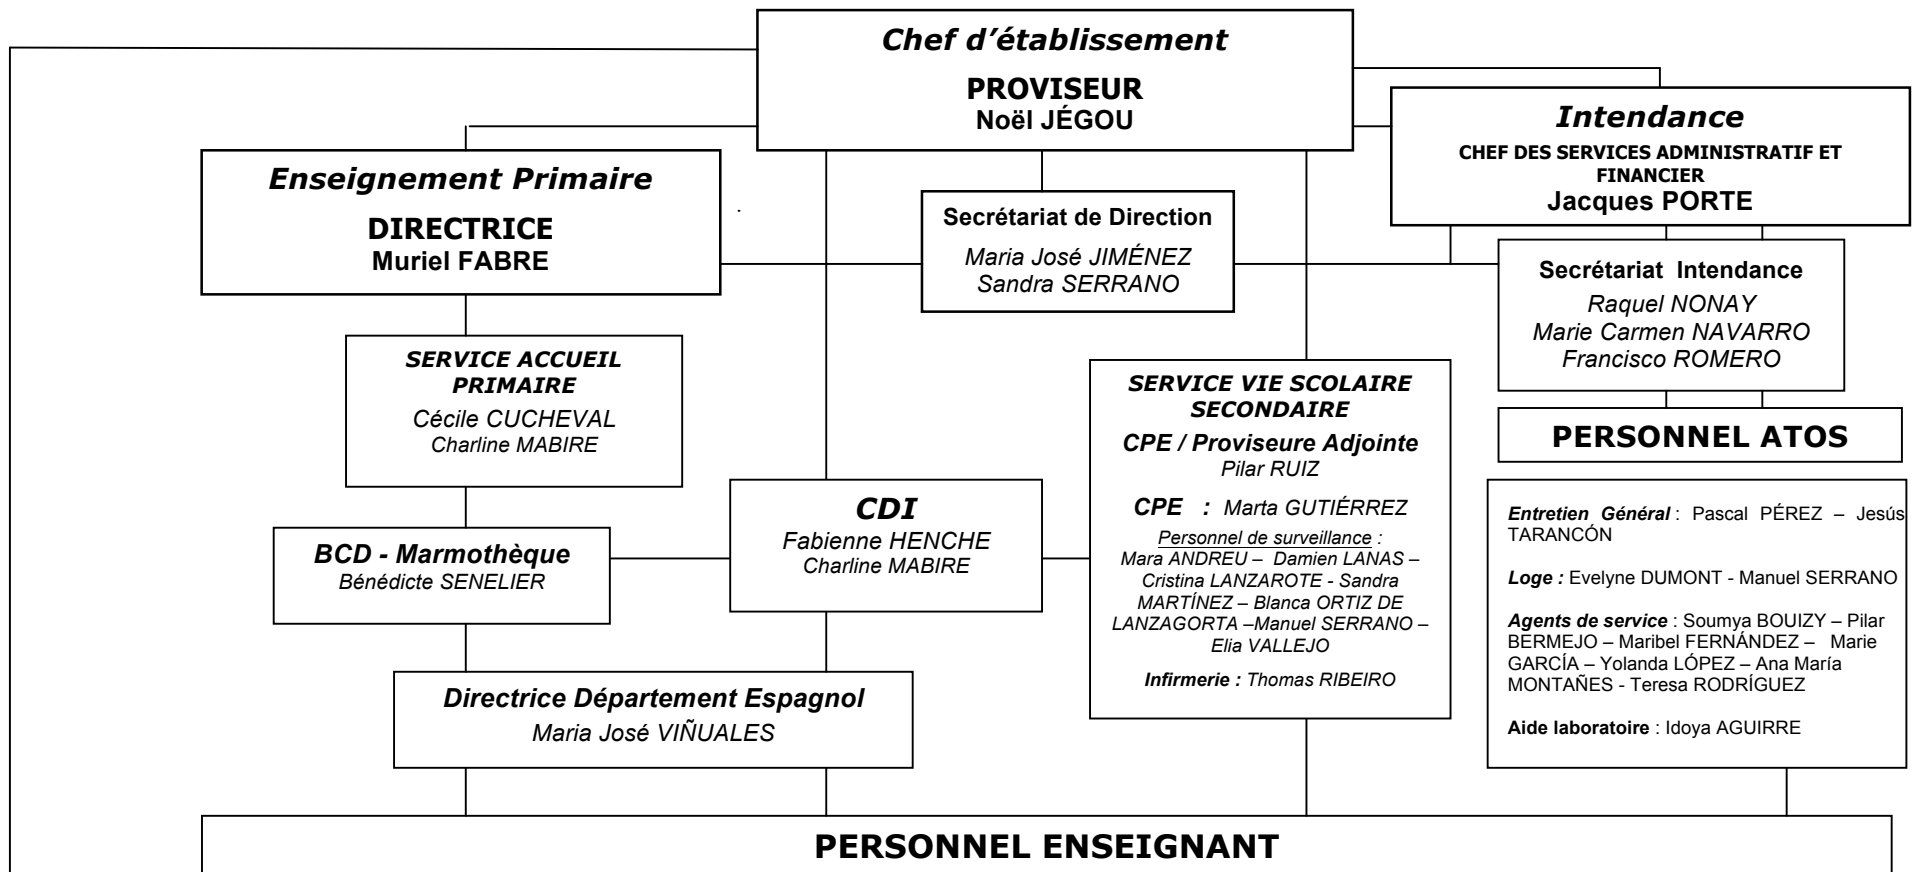 Chef d'établissement
PROVISEUR
Noël JÉGOU
Intendance
CHEF DES SERVICES ADMINISTRATIF ET
FINANCIER
Jacques PORTE
Enseignement Primaire
DIRECTRICE
Muriel FABRE
Secrétariat de Direction
Maria José JIMÉNEZ
Sandra SERRANO
Secrétariat Intendance
Raquel NONAY
Marie Carmen NAVARRO
Francisco ROMERO
SERVICE ACCUEIL
PRIMAIRE
Cécile CUCHEVAL
Charline MABIRE
SERVICE VIE SCOLAIRE
SECONDAIRE
CPE / Proviseure Adjointe
Pilar RUIZ
CPE : Marta GUTIÉRREZ
Personnel de surveillance :
Mara ANDREU – Damien LANAS –
Cristina LANZAROTE - Sandra
MARTÍNEZ – Blanca ORTIZ DE
LANZAGORTA –Manuel SERRANO –
Elia VALLEJO
Infirmerie : Thomas RIBEIRO
PERSONNEL ATOS
Entretien Général : Pascal PÉREZ – Jesús
TARANCÓN
Loge : Evelyne DUMONT - Manuel SERRANO
Agents de service : Soumya BOUIZY – Pilar
BERMEJO – Maribel FERNÁNDEZ – Marie
GARCÍA – Yolanda LÓPEZ – Ana María
MONTAÑES - Teresa RODRÍGUEZ
Aide laboratoire : Idoya AGUIRRE
CDI
Fabienne HENCHE
Charline MABIRE
BCD - Marmothèque
Bénédicte SENELIER
Directrice Département Espagnol
Maria José VIÑUALES
PERSONNEL ENSEIGNANT